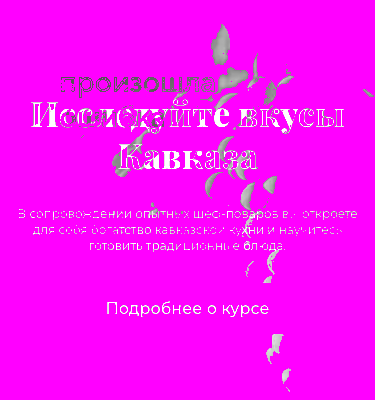 Исследуйте вкусы
Кавказа
В сопровождении опытных шеф-поваров вы откроете
для себя богатство кавказской кухни и научитесь
готовить традиционные блюда.
Подробнее о курсе